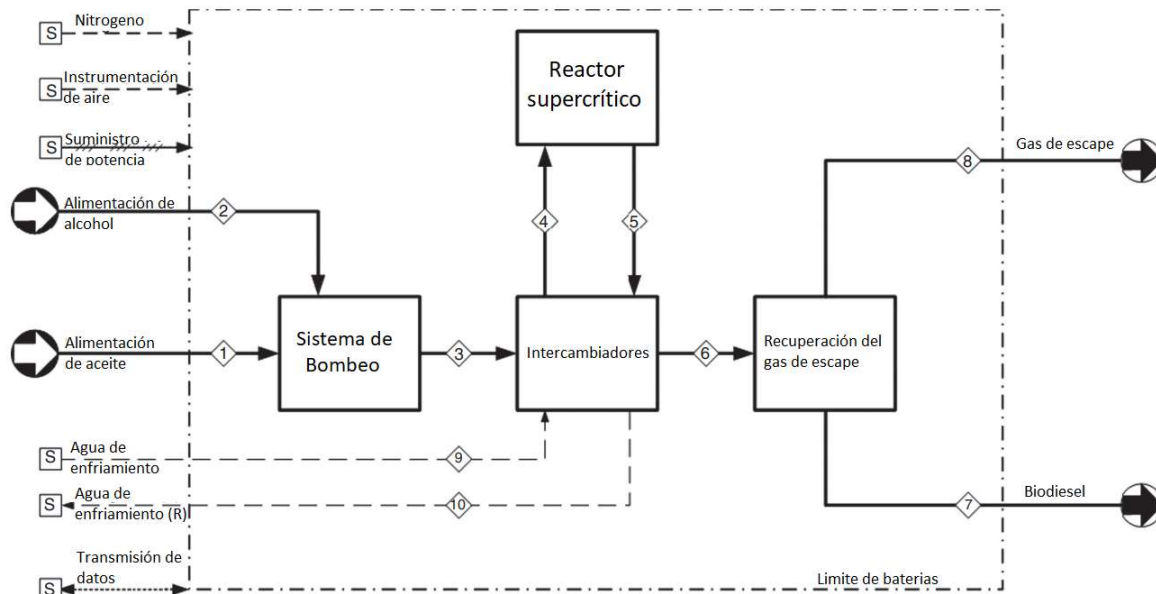 S
Nitrogeno
S
Instrumentación
de aire
S
Suministro
de potencia
Alimentación de
alcohol
2
Alimentación
de aceite
1
Sistema de
Bombeo
3
Reactor
supercrítico
4
5
Intercambiadores
6
Recuperación del
gas de escape
8
Gas de escape
7
Biodiesel
S
Agua de
enfriamiento
9
S
Agua de
enfriamiento (R)
10
S
Transmisión de
datos
Limite de baterias